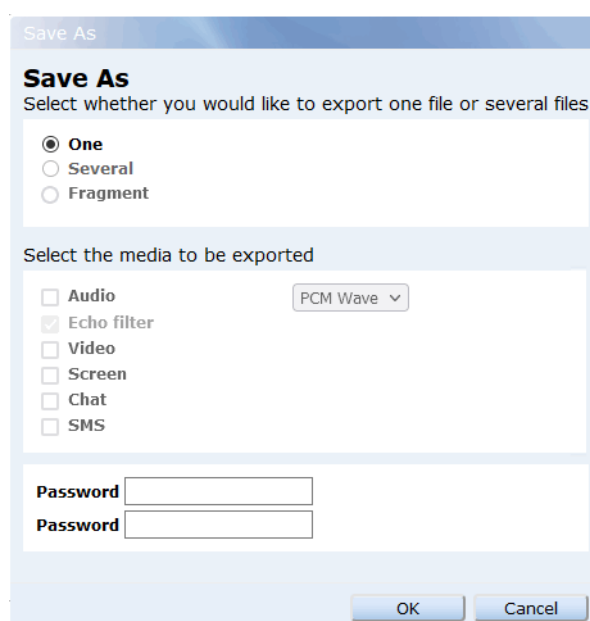 Save As
Save As
Select whether you would like to export one file or several files
One
Several
Fragment
Select the media to be exported
Audio PCM Wave
Echo filter
Video
Screen
Chat
SMS
Password
Password
OK Cancel